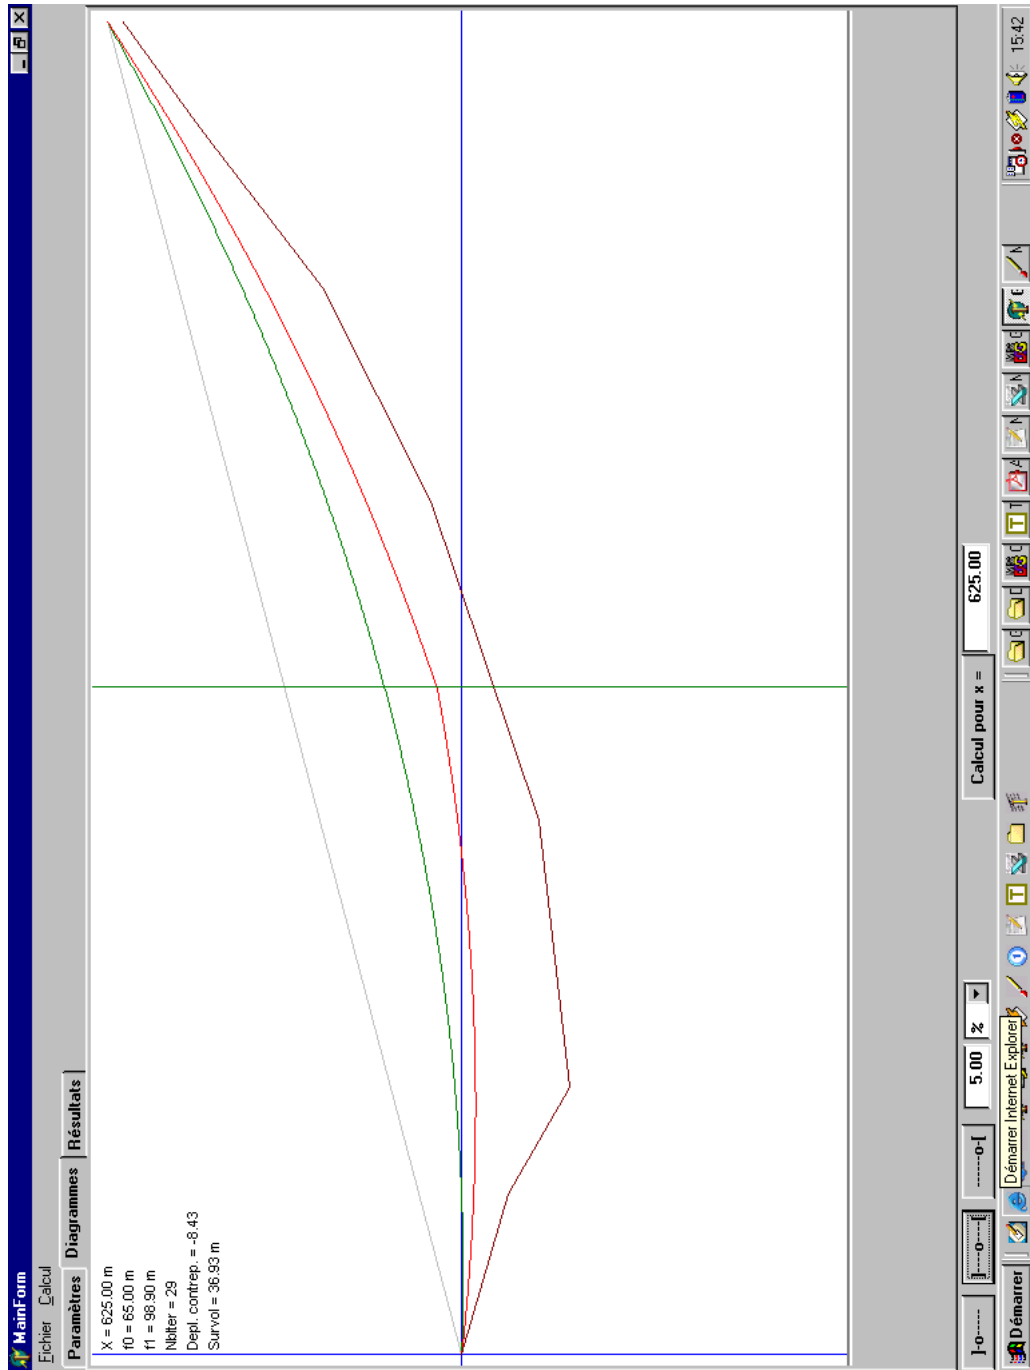 MainForm
Fichier Calcul
Paramètres Diagrammes Résultats
X = 625.00 m
f0 = 65.00 m
f1 = 98.90 m
NbIter = 29
Depl. contrep. = -8.43
Survol = 36.93 m
]-o------ ]----o----[ ------o-[ 5.00 % Calcul pour x = 625.00
Démarrer Internet Explorer
Démarrer 15:42